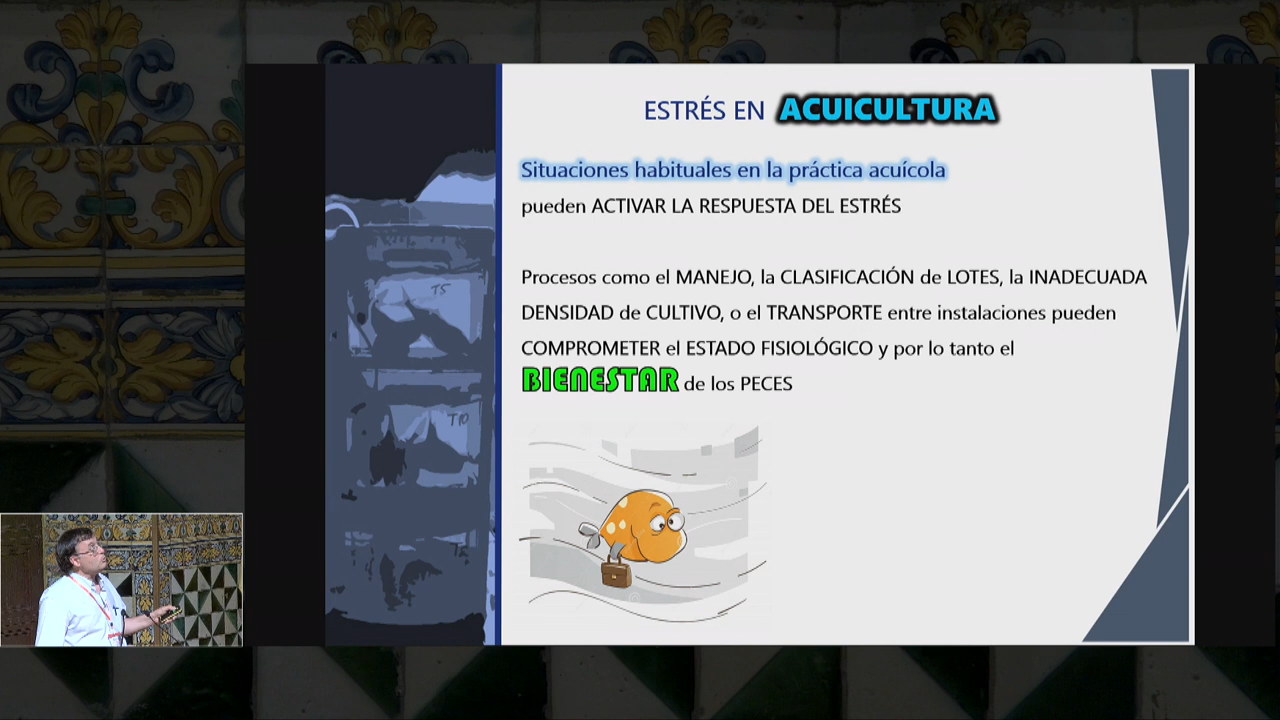 ESTRÉS EN ACUICULTURA
Situaciones habituales en la práctica acuícola
pueden ACTIVAR LA RESPUESTA DEL ESTRÉS
Procesos como el MANEJO, la CLASIFICACIÓN de LOTES, la INADECUADA
DENSIDAD de CULTIVO, o el TRANSPORTE entre instalaciones pueden
COMPROMETER el ESTADO FISIOLÓGICO y por lo tanto el
BIENESTAR de los PECES
T5
T10